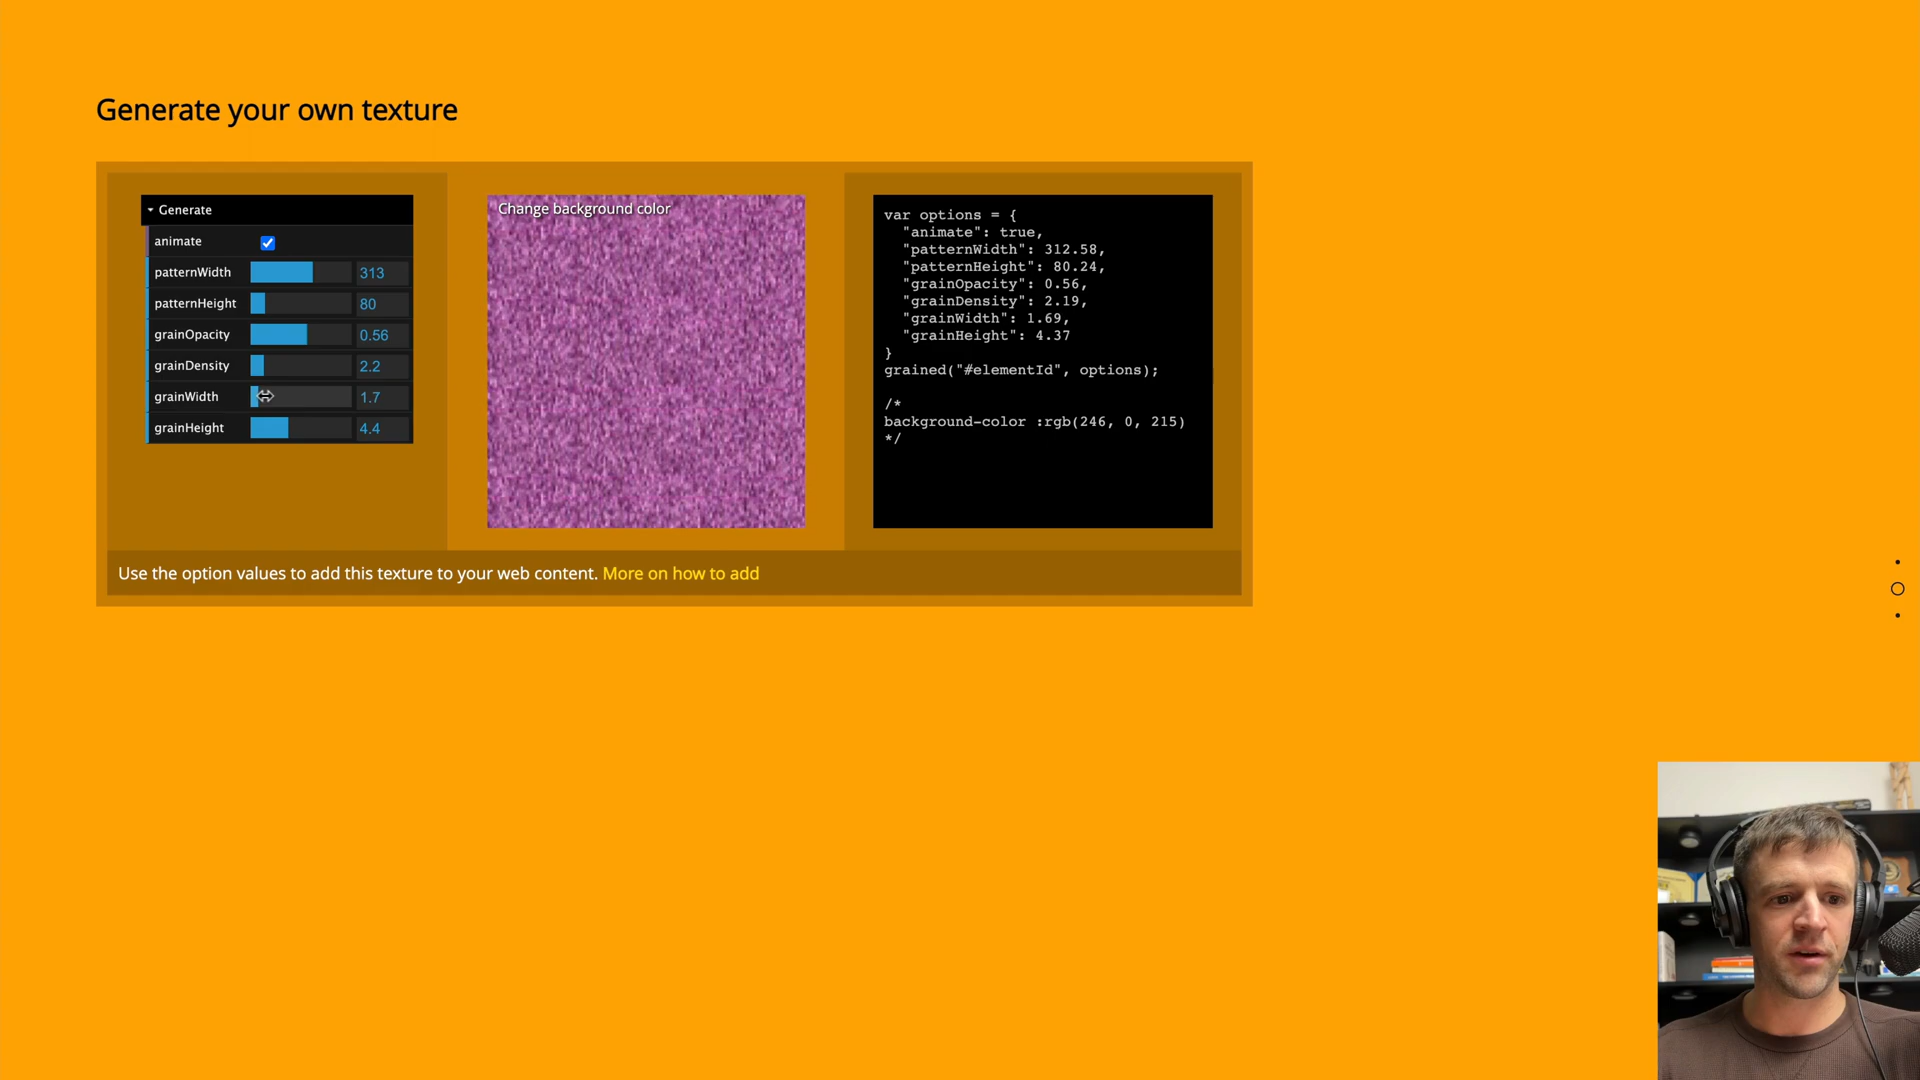 Generate your own texture
Generate
animate
patternWidth 313
patternHeight 80
grainOpacity 0.56
grainDensity 2.2
grainWidth 1.7
grainHeight 4.4
Change background color
var options = {
"animate": true,
"patternWidth": 312.58,
"patternHeight": 80.24,
"grainOpacity": 0.56,
"grainDensity": 2.19,
"grainWidth": 1.69,
"grainHeight": 4.37
}
grained("#elementId", options);
/*
background-color :rgb(246, 0, 215)
*/
Use the option values to add this texture to your web content. More on how to add